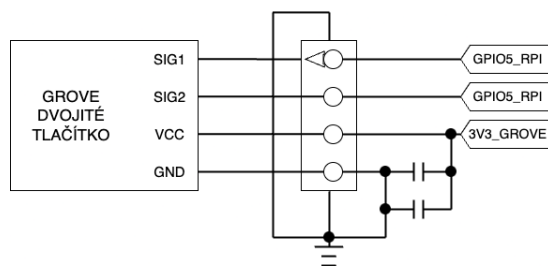 GROVE
DVOJITÉ
TLAČÍTKO
SIG1
SIG2
VCC
GND
GPIO5_RPI
GPIO5_RPI
3V3_GROVE